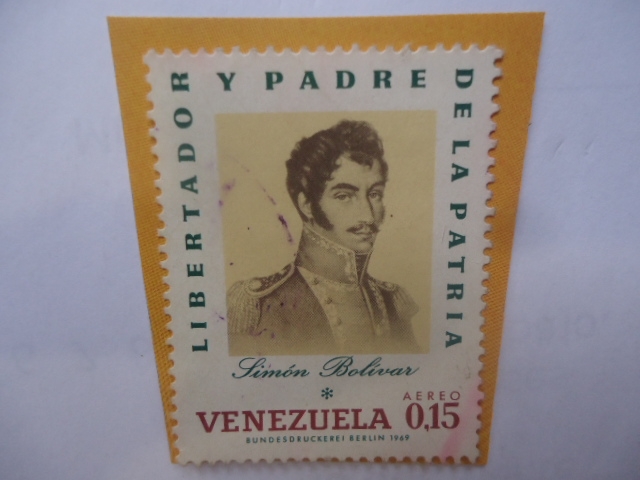 LIBERTADOR
Y PADRE
DE LA PATRIA
Simón Bolívar
*
AEREO
VENEZUELA 0,15
BUNDESDRUCKEREI BERLIN 1969